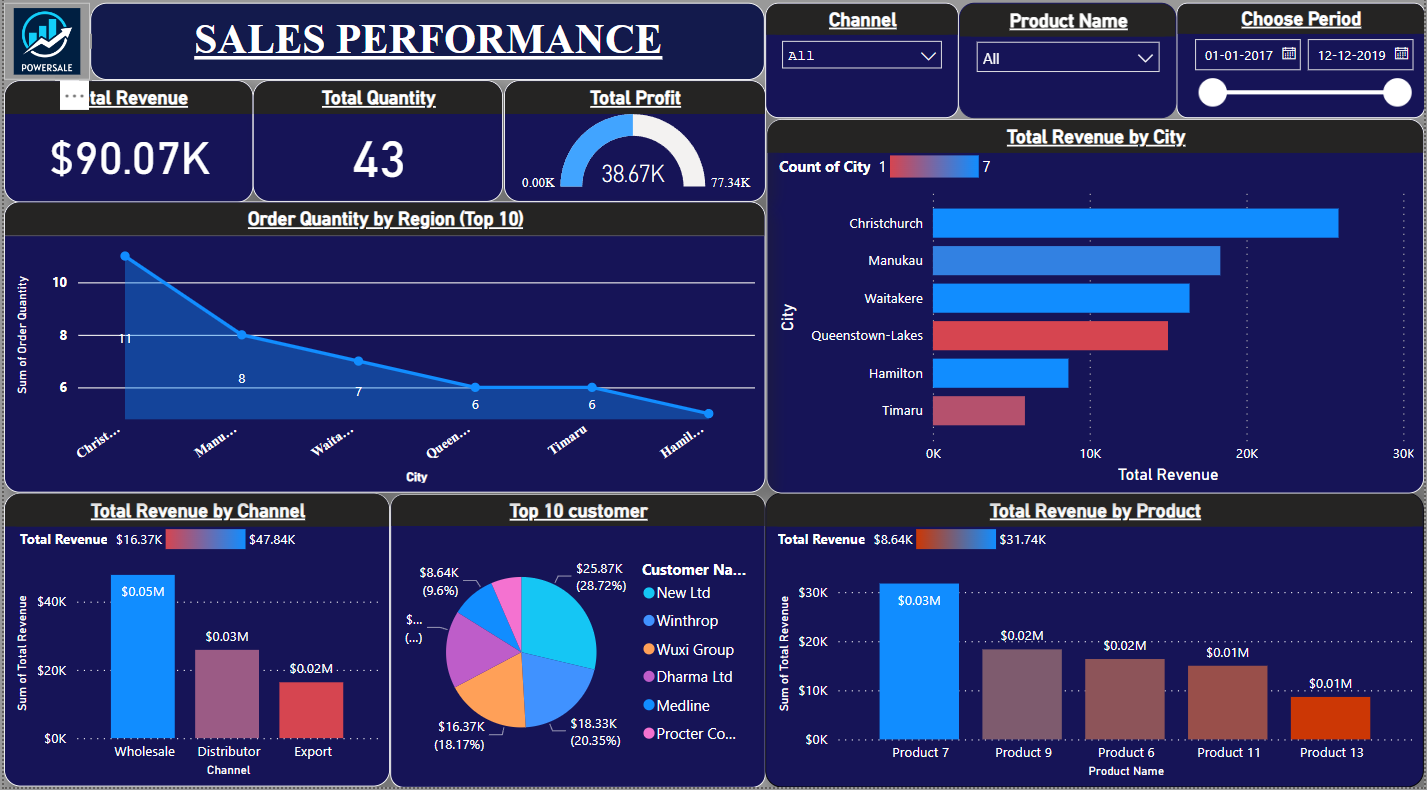 POWERSALE
SALES PERFORMANCE
Channel
All
Product Name
All
Choose Period
01-01-2017
12-12-2019
...
tal Revenue
$90.07K
Total Quantity
43
Total Profit
0.00K
38.67K
77.34K
Total Revenue by City
Count of City 1 7
City
Christchurch
Manukau
Waitakere
Queenstown-Lakes
Hamilton
Timaru
0K 10K 20K 30K
Total Revenue
Order Quantity by Region (Top 10)
Sum of Order Quantity
10
8
6
11
8
7
6
6
Christ...
Manu...
Waita...
Queen...
Timaru
Hamil...
City
Total Revenue by Channel
Total Revenue $16.37K $47.84K
Sum of Total Revenue
$40K
$20K
$0K
$0.05M
$0.03M
$0.02M
Wholesale Distributor Export
Channel
Top 10 customer
$25.87K
(28.72%)
$18.33K
(20.35%)
$16.37K
(18.17%)
$...
(...)
$8.64K
(9.6%)
Customer Na...
New Ltd
Winthrop
Wuxi Group
Dharma Ltd
Medline
Procter Co...
Total Revenue by Product
Total Revenue $8.64K $31.74K
Sum of Total Revenue
$30K
$20K
$10K
$0K
$0.03M
$0.02M
$0.02M
$0.01M
$0.01M
Product 7 Product 9 Product 6 Product 11 Product 13
Product Name